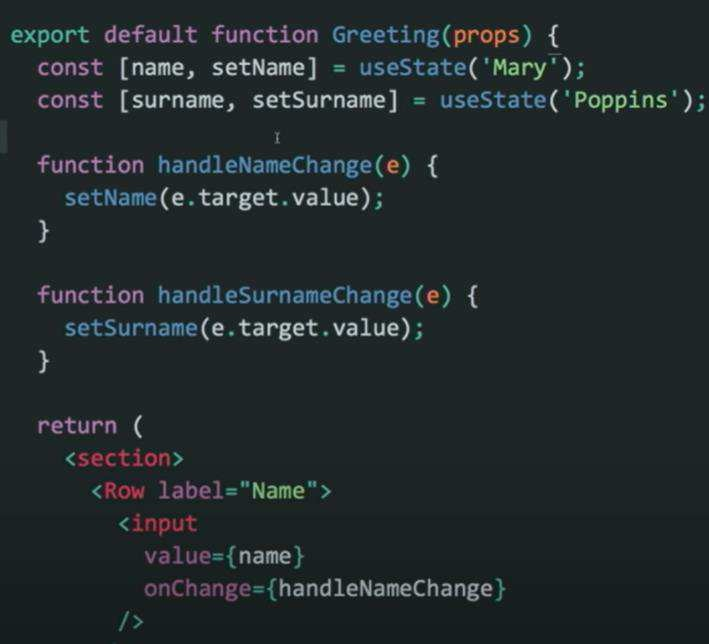 export default function Greeting(props) {
  const [name, setName] = useState('Mary');
  const [surname, setSurname] = useState('Poppins');

  function handleNameChange(e) {
    setName(e.target.value);
  }

  function handleSurnameChange(e) {
    setSurname(e.target.value);
  }

  return (
    <section>
      <Row label="Name">
        <input
          value={name}
          onChange={handleNameChange}
        />